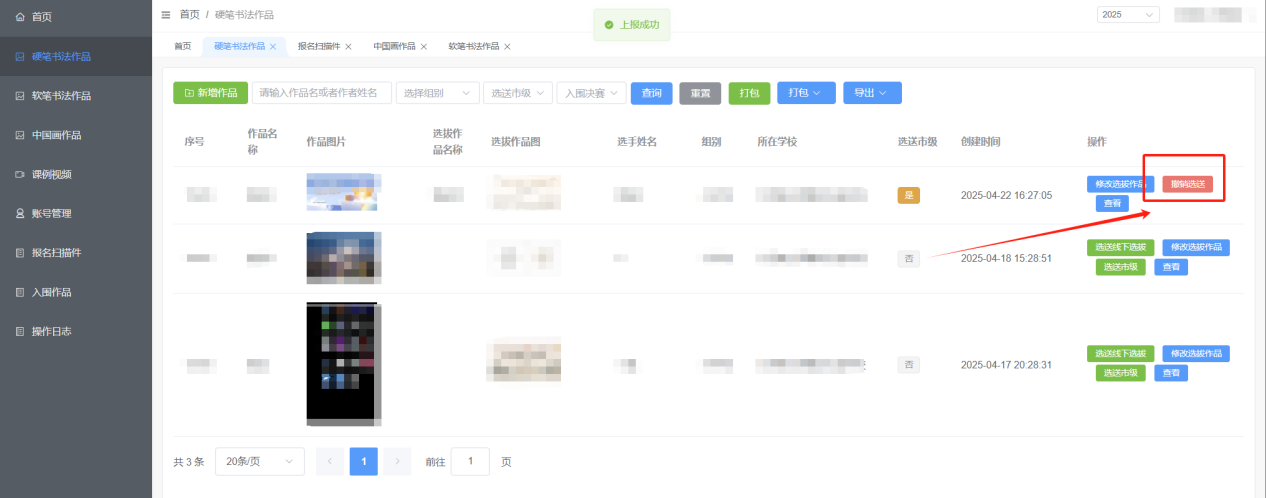 首页
硬笔书法作品
软笔书法作品
中国画作品
课例视频
账号管理
报名扫描件
入围作品
操作日志
首页 / 硬笔书法作品
上报成功
2025
首页 硬笔书法作品 报名扫描件 中国画作品 软笔书法作品
新增作品 请输入作品名或者作者姓名 选择组别 选送市级 入围决赛 查询 重置 打包 打包 导出
序号 作品名称 作品图片 选拔作品名称 选拔作品图 选手姓名 组别 所在学校 选送市级 创建时间 操作
是 2025-04-22 16:27:05 修改选拔作品 撤销选送
查看
否 2025-04-18 15:28:51 选送线下选拔 修改选拔作品
选送市级 查看
否 2025-04-17 20:28:31 选送线下选拔 修改选拔作品
选送市级 查看
共 3 条 20条/页 1 前往 1 页